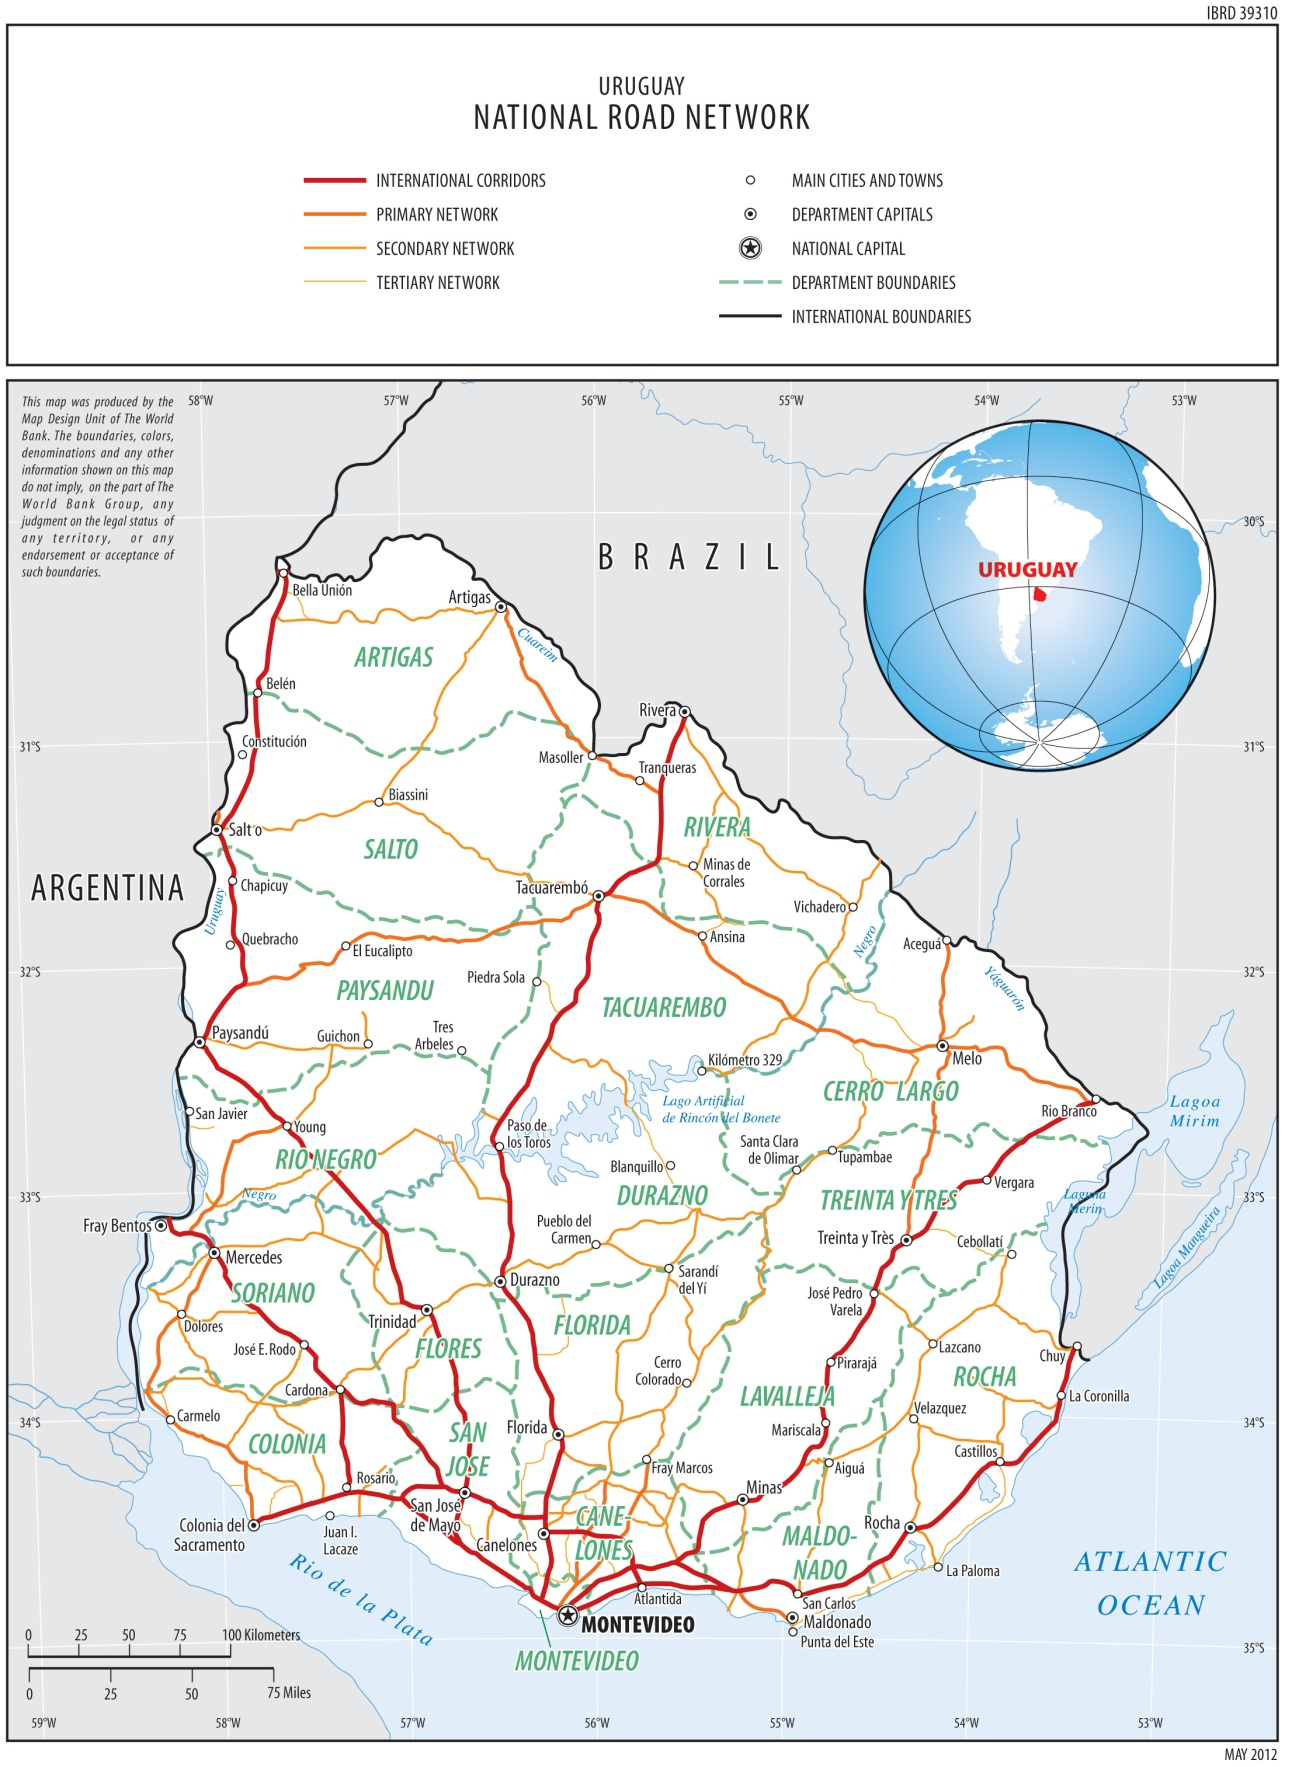 IBRD 39310
URUGUAY
NATIONAL ROAD NETWORK
INTERNATIONAL CORRIDORS
PRIMARY NETWORK
SECONDARY NETWORK
TERTIARY NETWORK
MAIN CITIES AND TOWNS
DEPARTMENT CAPITALS
NATIONAL CAPITAL
DEPARTMENT BOUNDARIES
INTERNATIONAL BOUNDARIES
This map was produced by the
Map Design Unit of The World
Bank. The boundaries, colors,
denominations and any other
information shown on this map
do not imply, on the part of The
World Bank Group, any
judgment on the legal status of
any territory, or any
endorsement or acceptance of
such boundaries.
58°W
57°W
56°W
55°W
54°W
53°W
30°S
BRAZIL
URUGUAY
Bella Unión
Artigas
Cuareim
ARTIGAS
Belén
Rivera
31°S
31°S
Constitución
Masoller
Tranqueras
Biassini
Salto
RIVERA
SALTO
Minas de
Corrales
ARGENTINA
Chapicuy
Tacuarembó
Vichadero
Uruguay
Quebracho
El Eucalipto
Ansina
Negro
Aceguá
32°S
32°S
Piedra Sola
Yáguarón
PAYSANDU
TACUAREMBO
Paysandú
Guichon
Tres
Arbeles
Kilómetro 329
Melo
CERRO LARGO
Lago Artificial
de Rincón del Bonete
San Javier
Rio Branco
Lagoa
Mirim
Young
Paso de
los Toros
RIO NEGRO
Santa Clara
de Olimar
Tupambae
Blanquillo
DURAZNO
Vergara
TREINTA Y TRES
33°S
33°S
Negro
Laguna
Merin
Fray Bentos
Pueblo del
Carmen
Treinta y Très
Cebollatí
Lagoa Mangueira
Mercedes
Durazno
Sarandí
del Yí
SORIANO
José Pedro
Varela
Dolores
Trinidad
FLORIDA
José E. Rodo
FLORES
Lazcano
Chuy
Cerro
Colorado
Pirarajá
ROCHA
Cardona
LAVALLEJA
La Coronilla
Carmelo
Velazquez
34°S
34°S
Florida
Mariscala
COLONIA
SAN
JOSE
Castillos
Fray Marcos
Aiguá
Rosario
Minas
San José
de Mayo
CANE-
LONES
Rocha
Colonia del
Sacramento
Juan I.
Lacaze
Canelones
MALDO-
NADO
ATLANTIC
OCEAN
La Paloma
Rio de la Plata
Atlantida
San Carlos
MONTEVIDEO
Maldonado
Punta del Este
MONTEVIDEO
35°S
0 25 50 75 100 Kilometers
0 25 50 75 Miles
59°W
58°W
57°W
56°W
55°W
54°W
53°W
MAY 2012